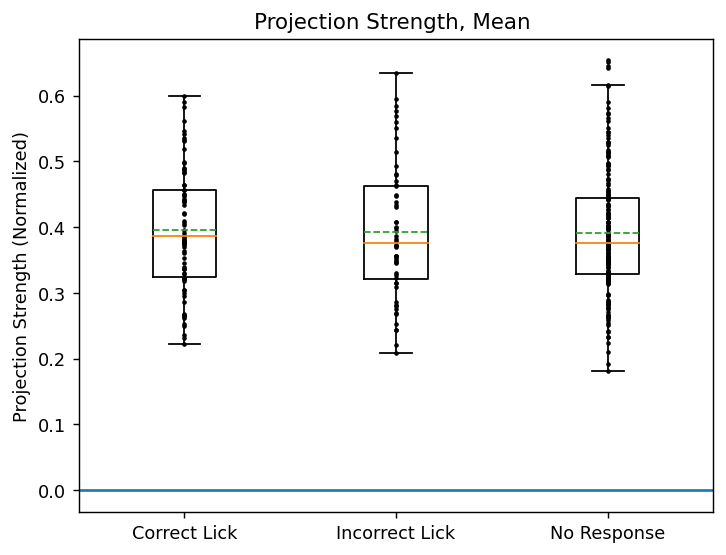 Projection Strength, Mean
Projection Strength (Normalized)
0.6
0.5
0.4
0.3
0.2
0.1
0.0
Correct Lick
Incorrect Lick
No Response